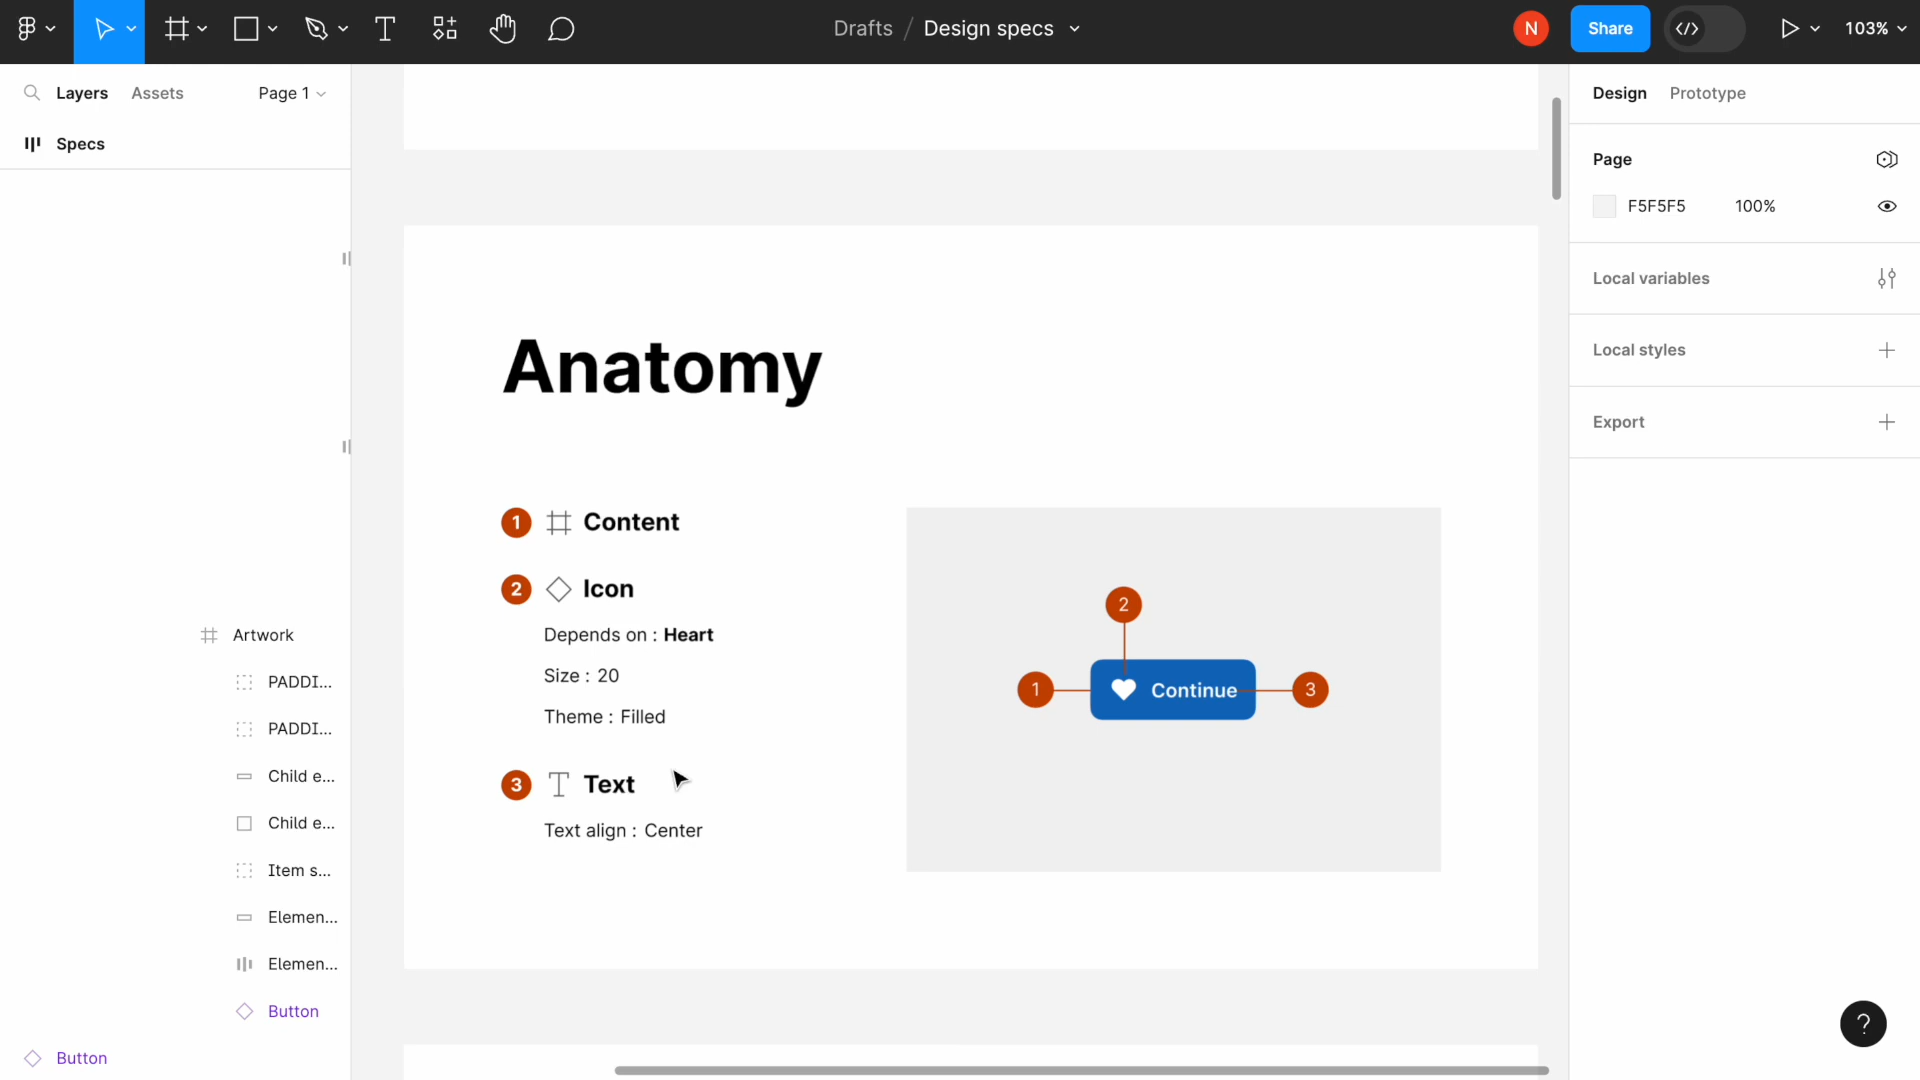 Drafts / Design specs
N
Share
103%
Layers
Assets
Page 1
Specs
Artwork
PADDI...
PADDI...
Child e...
Child e...
Item s...
Elemen...
Elemen...
Button
Button
Anatomy
1 Content
2 Icon
Depends on : Heart
Size : 20
Theme : Filled
3 Text
Text align : Center
2
1
Continue
3
Design
Prototype
Page
F5F5F5
100%
Local variables
Local styles
Export
?